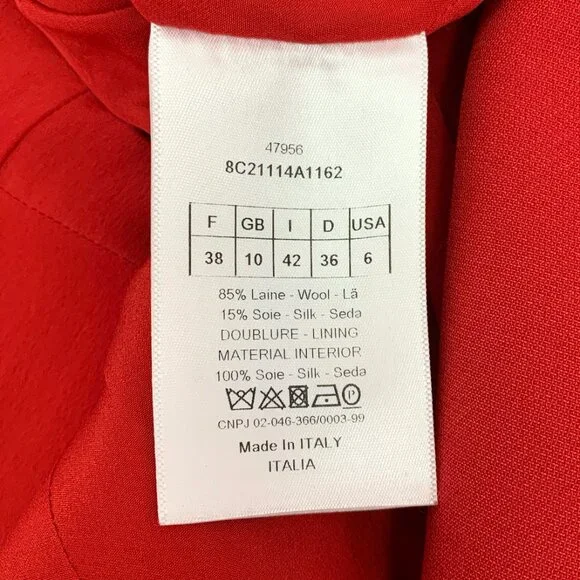 47956
8C21114A1162
F GB I D USA
38 10 42 36 6
85% Laine - Wool - Lã
15% Soie - Silk - Seda
DOUBLURE - LINING
MATERIAL INTERIOR
100% Soie - Silk - Seda
P
CNPJ 02-046-366/0003-99
Made In ITALY
ITALIA